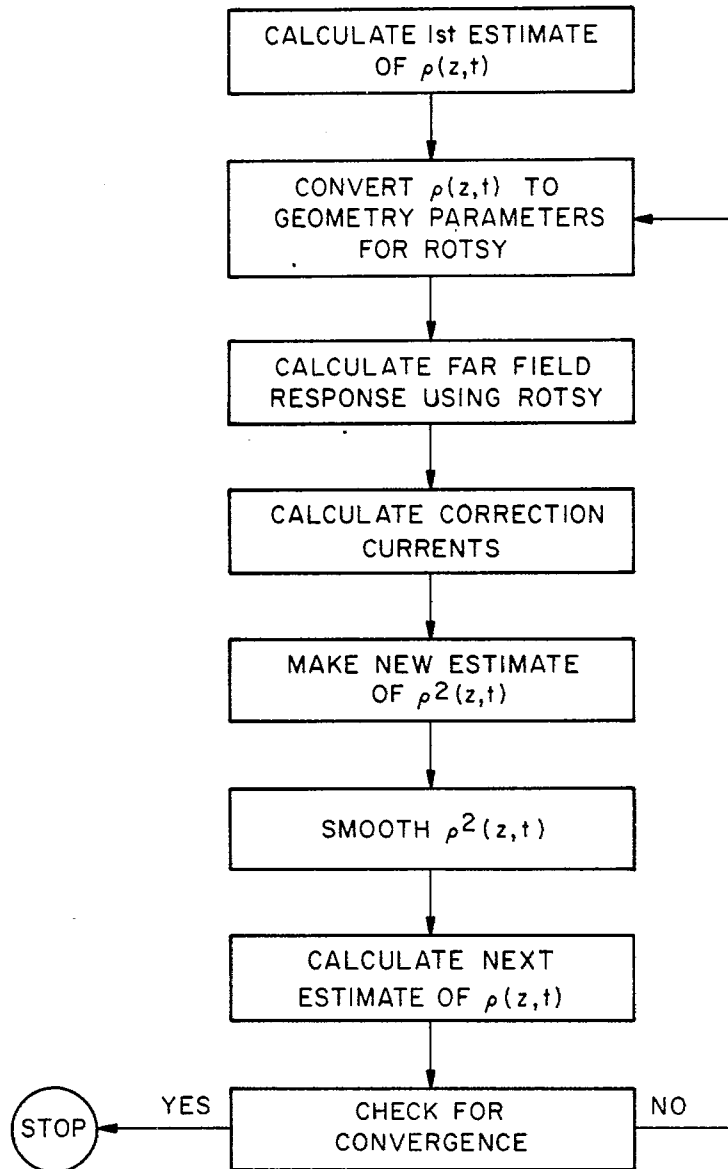 CALCULATE 1st ESTIMATE
OF ρ(z,t)
CONVERT ρ(z,t) TO
GEOMETRY PARAMETERS
FOR ROTSY
CALCULATE FAR FIELD
RESPONSE USING ROTSY
CALCULATE CORRECTION
CURRENTS
MAKE NEW ESTIMATE
OF ρ²(z,t)
SMOOTH ρ²(z,t)
CALCULATE NEXT
ESTIMATE OF ρ(z,t)
STOP YES CHECK FOR NO
CONVERGENCE